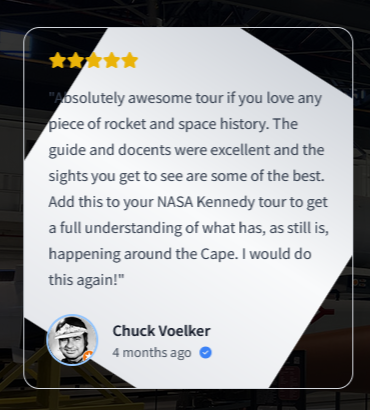 "Absolutely awesome tour if you love any
piece of rocket and space history. The
guide and docents were excellent and the
sights you get to see are some of the best.
Add this to your NASA Kennedy tour to get
a full understanding of what has, as still is,
happening around the Cape. I would do
this again!"
Chuck Voelker
4 months ago